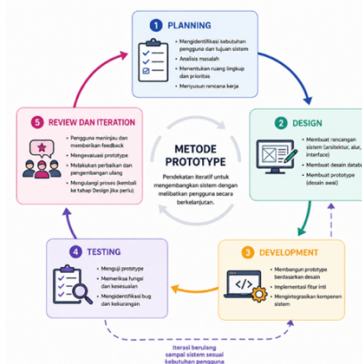 1 PLANNING
• Mengidentifikasi kebutuhan
pengguna dan tujuan sistem
• Analisis masalah
• Menentukan ruang lingkup
dan prioritas
• Menyusun rencana kerja
2 DESIGN
• Membuat rancangan
sistem (arsitektur, alur,
interface)
• Membuat desain datab
• Membuat prototype
(desain awal)
METODE
PROTOTYPE
Pendekatan iteratif untuk
mengembangkan sistem dengan
melibatkan pengguna secara
berkelanjutan.
3 DEVELOPMENT
• Membangun prototype
berdasarkan desain
• Implementasi fitur inti
• Mengintegrasikan komponen
sistem
4 TESTING
• Menguji prototype
• Memeriksa fungsi
dan kesesuaian
• Mengidentifikasi bug
dan kekurangan
5 REVIEW DAN ITERATION
• Pengguna meninjau dan
memberikan feedback
• Mengevaluasi prototype
• Melakukan perbaikan dan
pengembangan ulang
• Mengulangi proses (kembali
ke tahap Design jika perlu)
Iterasi berulang
sampai sistem sesuai
kebutuhan pengguna